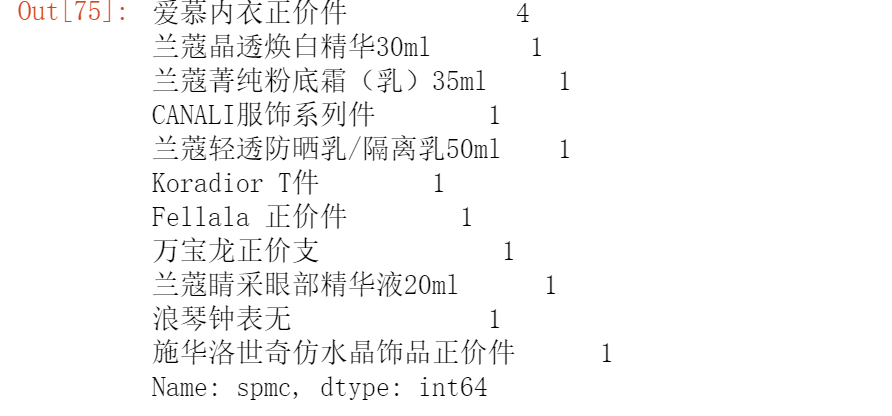 Out[75]: 爱慕内衣正价件 4
兰蔻晶透焕白精华30ml 1
兰蔻菁纯粉底霜（乳）35ml 1
CANALI服饰系列件 1
兰蔻轻透防晒乳/隔离乳50ml 1
Koradior T件 1
Fellala 正价件 1
万宝龙正价支 1
兰蔻睛采眼部精华液20ml 1
浪琴钟表无 1
施华洛世奇仿水晶饰品正价件 1
Name: spmc, dtype: int64